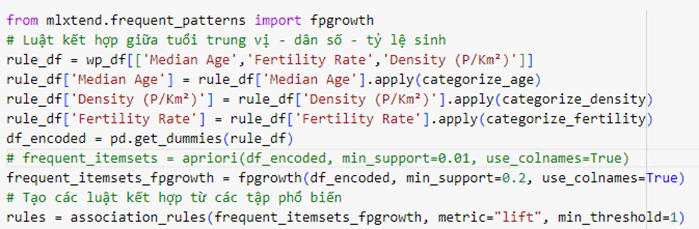 from mlxtend.frequent_patterns import fpgrowth
# Luật kết hợp giữa tuổi trung vị - dân số - tỷ lệ sinh
rule_df = wp_df[['Median Age','Fertility Rate','Density (P/Km²)']]
rule_df['Median Age'] = rule_df['Median Age'].apply(categorize_age)
rule_df['Density (P/Km²)'] = rule_df['Density (P/Km²)'].apply(categorize_density)
rule_df['Fertility Rate'] = rule_df['Fertility Rate'].apply(categorize_fertility)
df_encoded = pd.get_dummies(rule_df)
# frequent_itemsets = apriori(df_encoded, min_support=0.01, use_colnames=True)
frequent_itemsets_fpgrowth = fpgrowth(df_encoded, min_support=0.2, use_colnames=True)
# Tạo các luật kết hợp từ các tập phổ biến
rules = association_rules(frequent_itemsets_fpgrowth, metric="lift", min_threshold=1)